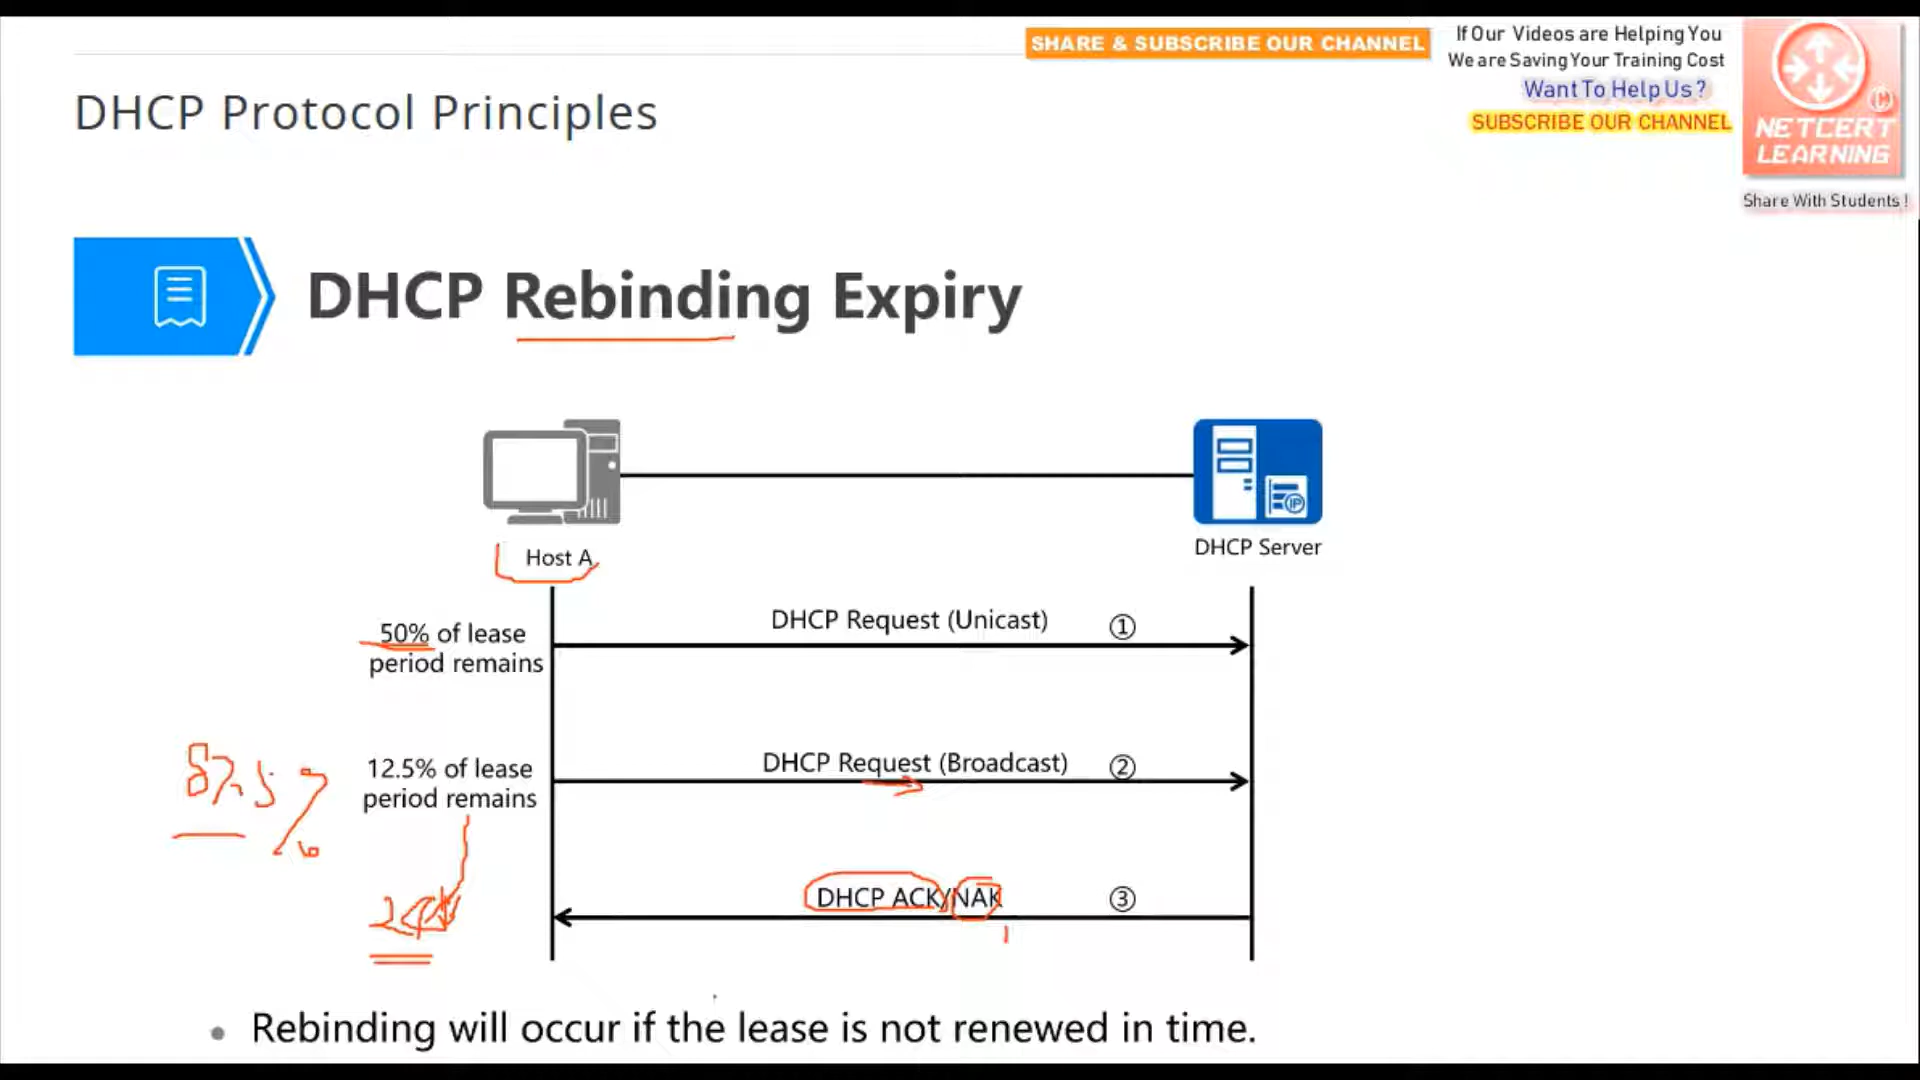 SHARE & SUBSCRIBE OUR CHANNEL
If Our Videos are Helping You
We are Saving Your Training Cost
Want To Help Us ?
SUBSCRIBE OUR CHANNEL
NETCERT
LEARNING
Share With Students !
DHCP Protocol Principles
DHCP Rebinding Expiry
Host A
DHCP Server
50% of lease
period remains
DHCP Request (Unicast) ①
87.5%
12.5% of lease
period remains
DHCP Request (Broadcast) ②
DHCP ACK/NAK ③
• Rebinding will occur if the lease is not renewed in time.